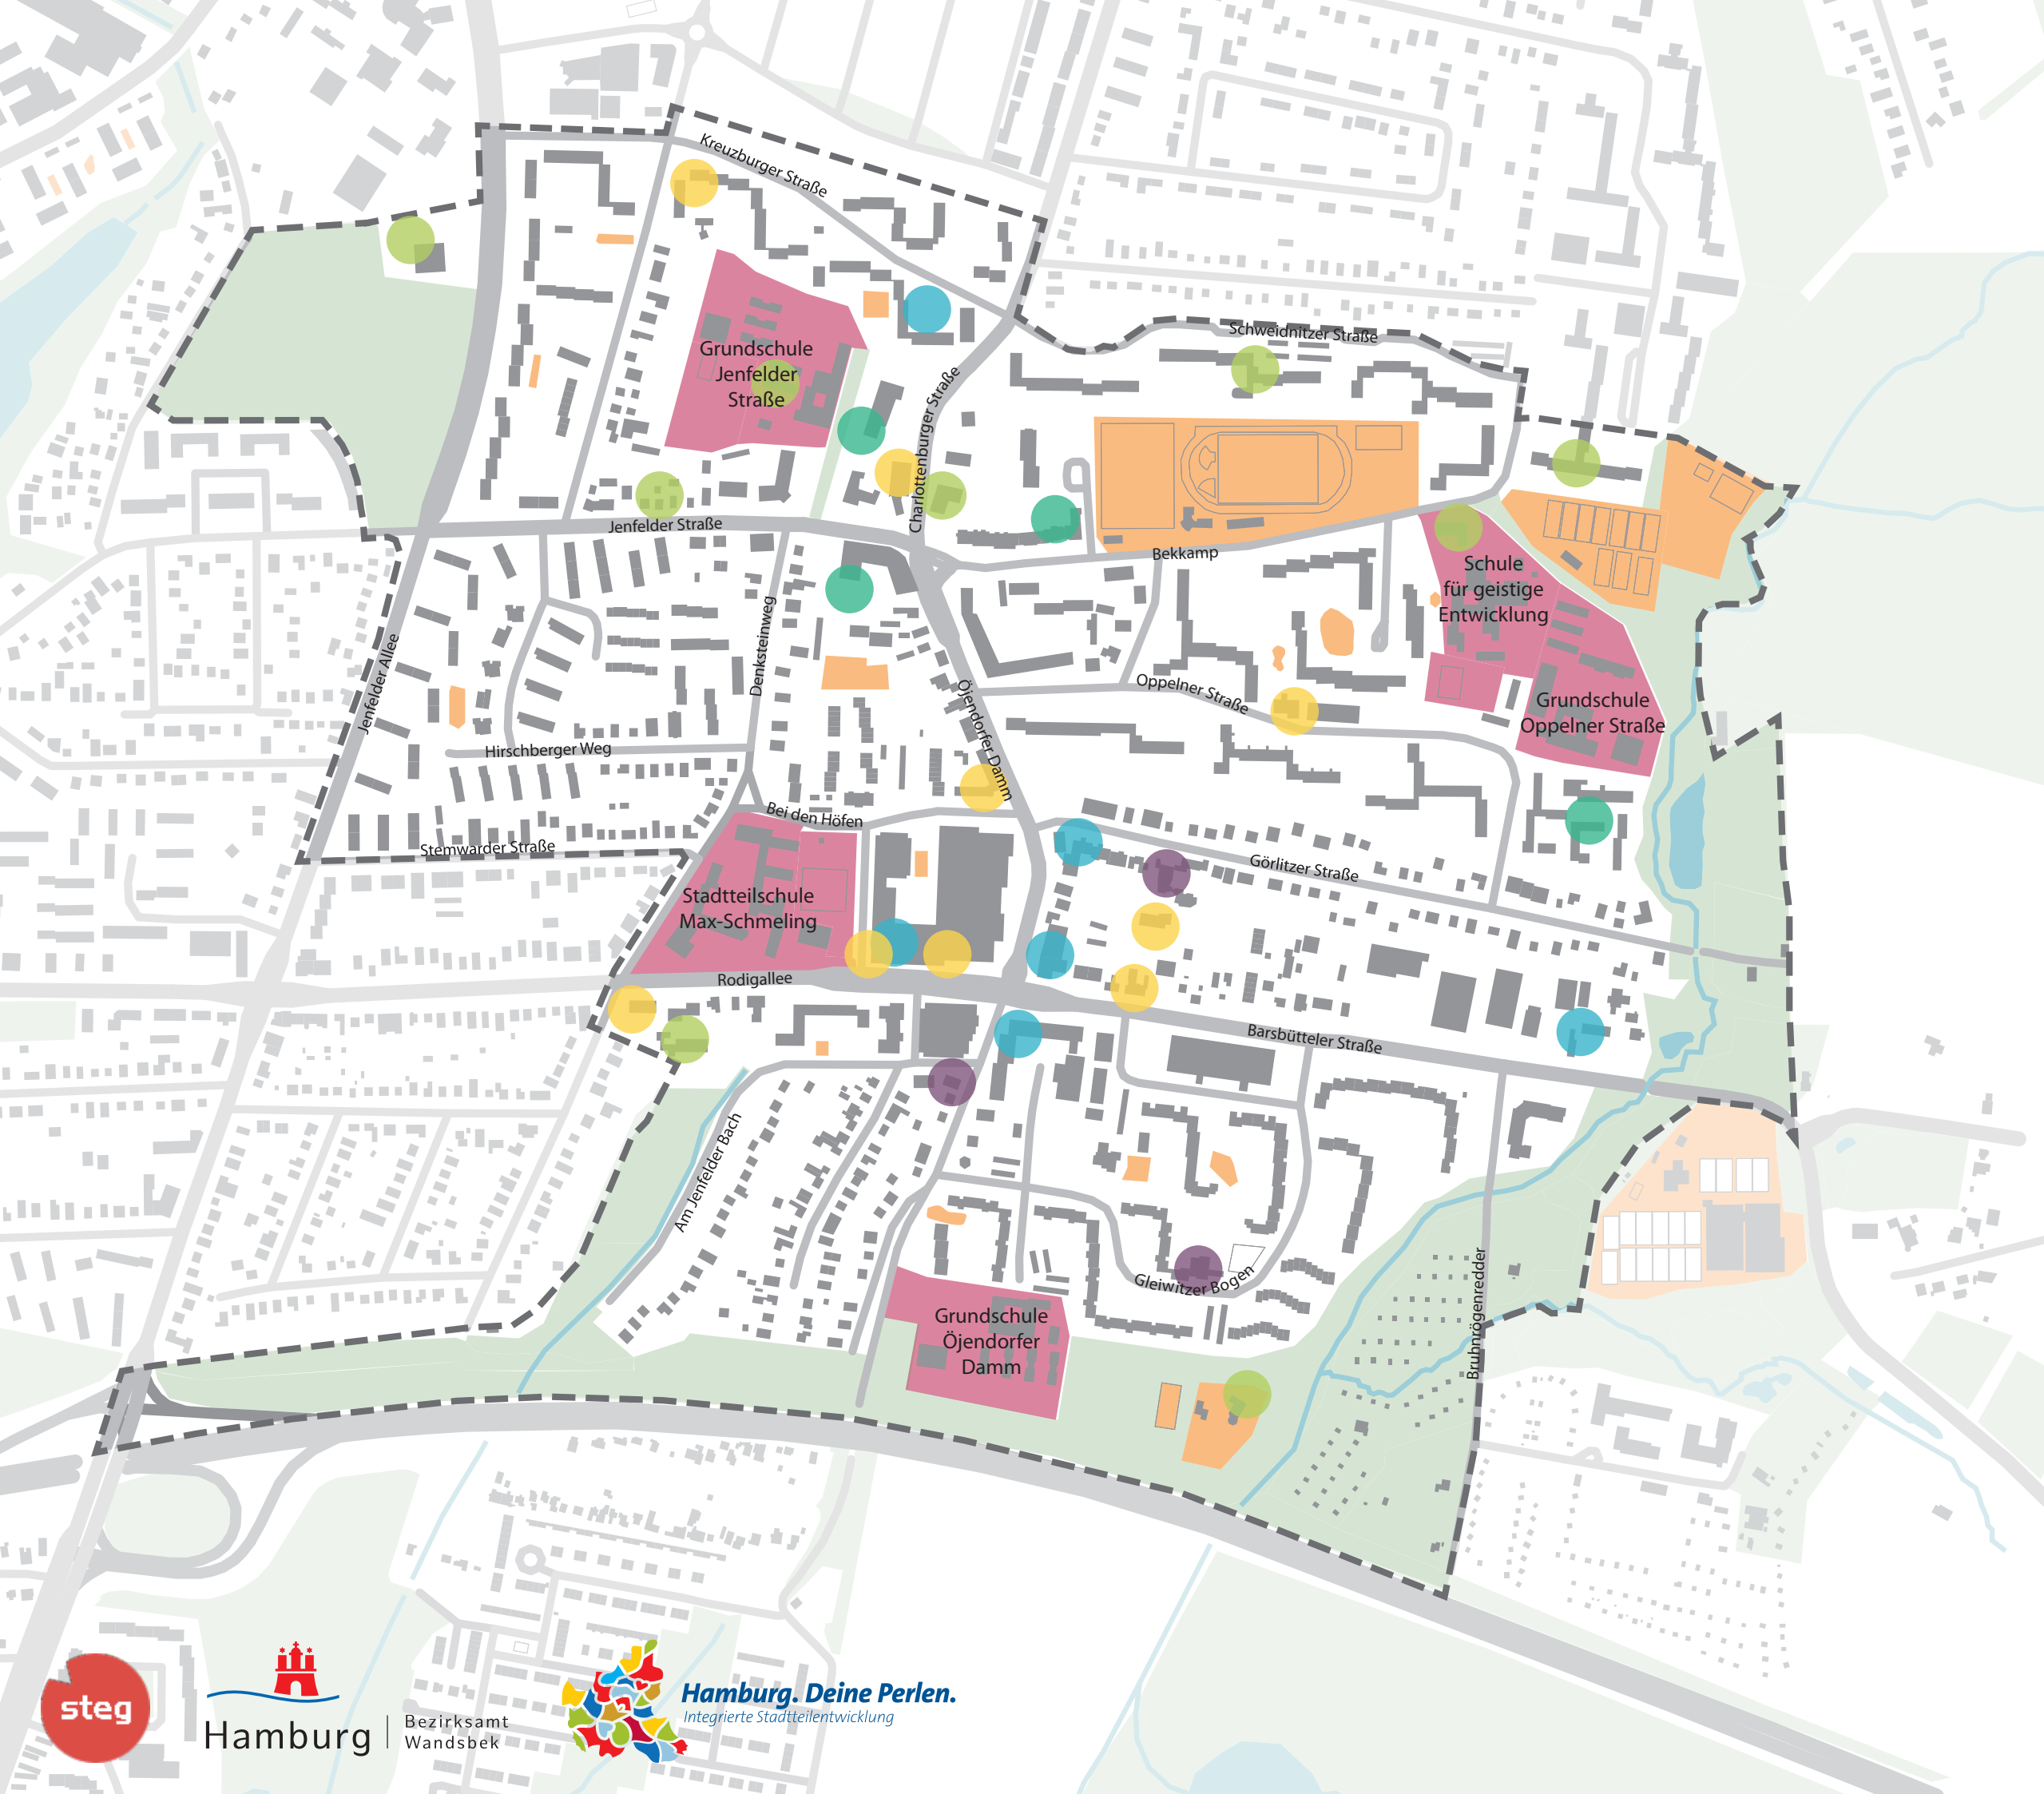 Kreuzburger Straße
Schweidnitzer Straße
Grundschule
Jenfelder
Straße
Charlottenburger Straße
Jenfelder Straße
Bekkamp
Schule
für geistige
Entwicklung
Denksteinweg
Jenfelder Allee
Oppelner Straße
Öjendorfer Damm
Grundschule
Oppelner Straße
Hirschberger Weg
Bei den Höfen
Stemwarder Straße
Görlitzer Straße
Stadtteilschule
Max-Schmeling
Rodigallee
Barsbütteler Straße
Am Jenfelder Bach
Gleiwitzer Bogen
Bruhnrögenredder
Grundschule
Öjendorfer
Damm
steg
Hamburg
Bezirksamt
Wandsbek
Hamburg. Deine Perlen.
Integrierte Stadtteilentwicklung